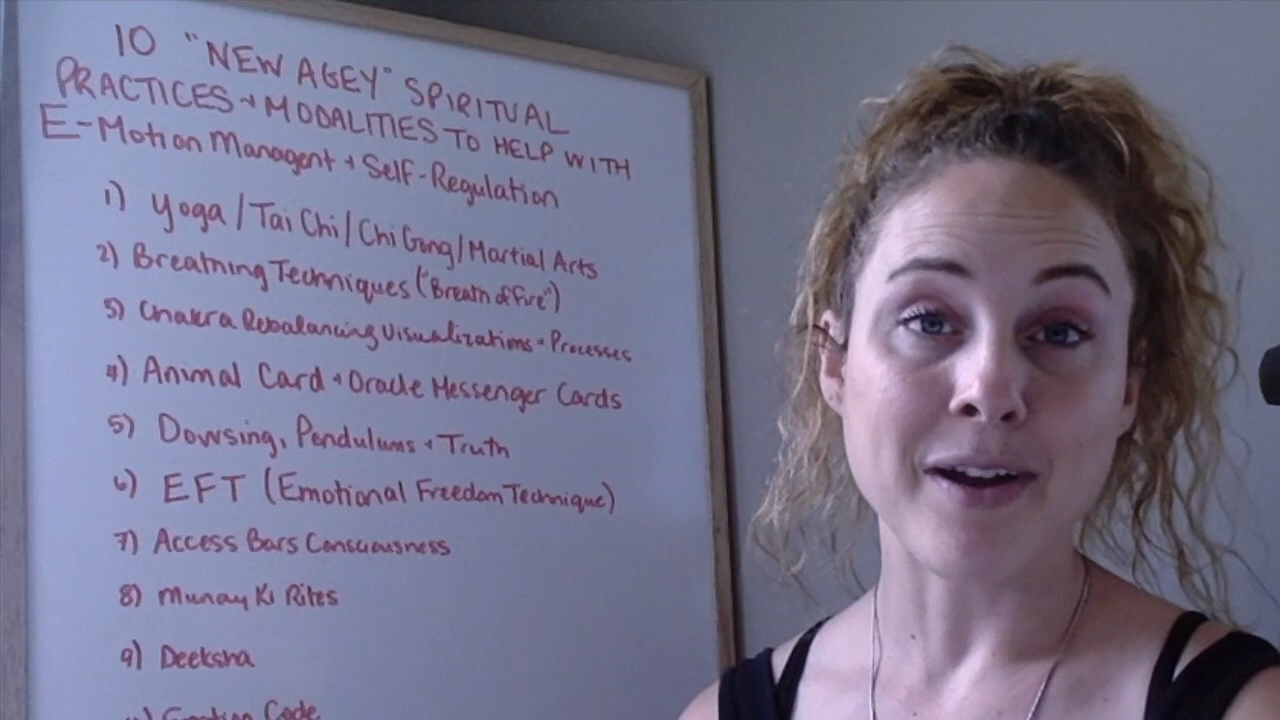 10 "NEW AGEY" SPIRITUAL
PRACTICES + MODALITIES TO HELP WITH
E-Motion Managent + Self-Regulation
1) Yoga / Tai Chi / Chi Gong / Martial Arts
2) Breathing Techniques ("Breath of Fire")
3) Chakra Rebalancing Visualizations + Processes
4) Animal Card + Oracle Messenger Cards
5) Dowsing, Pendulums + Truth
6) EFT (Emotional Freedom Technique)
7) Access Bars Consciousness
8) Munay Ki Rites
9) Deeksha
Code